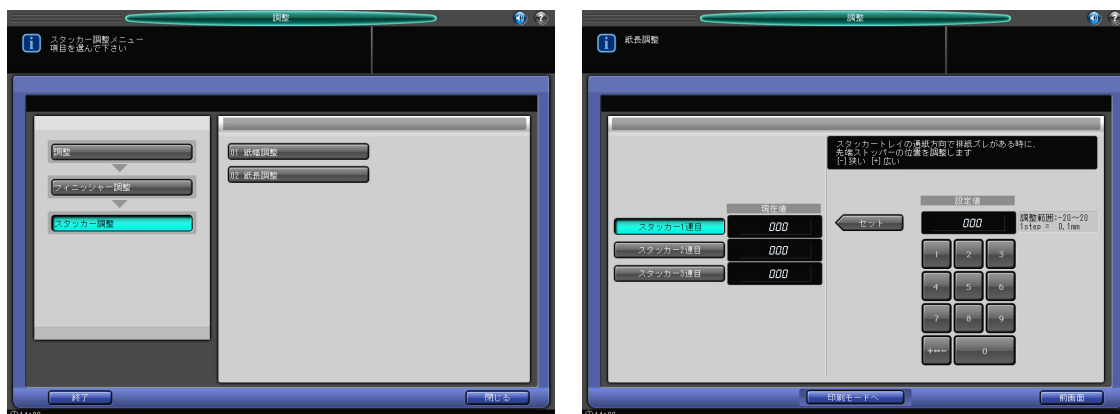 調整
スタッカー調整メニュー
項目を選んで下さい
調整
フィニッシャー調整
スタッカー調整
01 紙幅調整
02 紙長調整
終了
閉じる
調整
紙長調整
スタッカートレイの通紙方向で排紙ズレがある時に、
先端ストッパーの位置を調整します
[-]狭い [+]広い
現在値
スタッカー1連目 000
スタッカー2連目 000
スタッカー3連目 000
設定値
セット
000
調整範囲:-20～20
1step = 0.1mm
1 2 3
4 5 6
7 8 9
+↔- 0
印刷モードへ
前画面